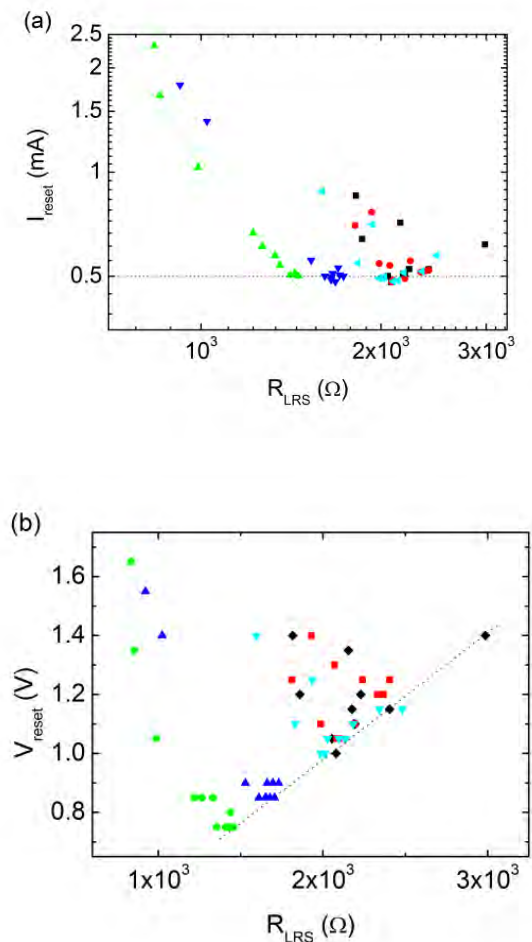 (a)
2.5
2
1.5
1
0.5
I_reset (mA)
10³ 2x10³ 3x10³
R_LRS (Ω)
(b)
1.6
1.4
1.2
1.0
0.8
V_reset (V)
1x10³ 2x10³ 3x10³
R_LRS (Ω)